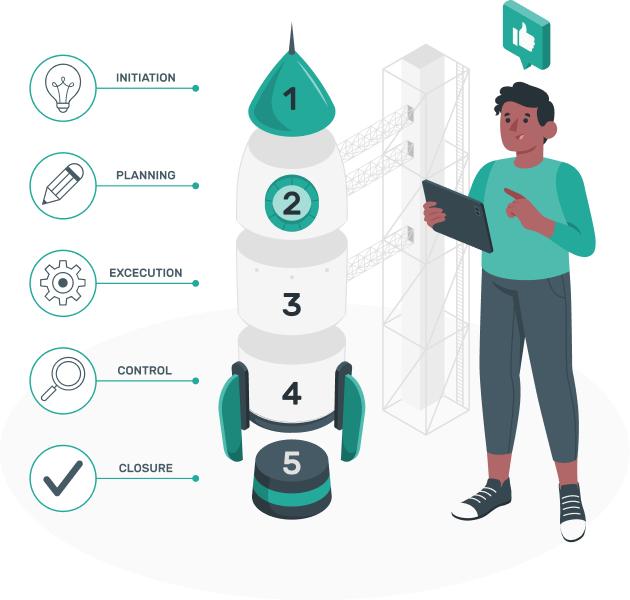 INITIATION
PLANNING
EXCECUTION
CONTROL
CLOSURE
1
2
3
4
5